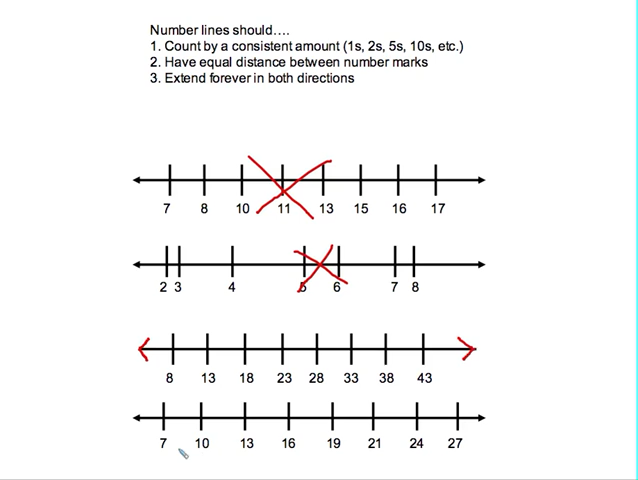 Number lines should....
1. Count by a consistent amount (1s, 2s, 5s, 10s, etc.)
2. Have equal distance between number marks
3. Extend forever in both directions
7 8 10 11 13 15 16 17
2 3 4 5 6 7 8
8 13 18 23 28 33 38 43
7 10 13 16 19 21 24 27